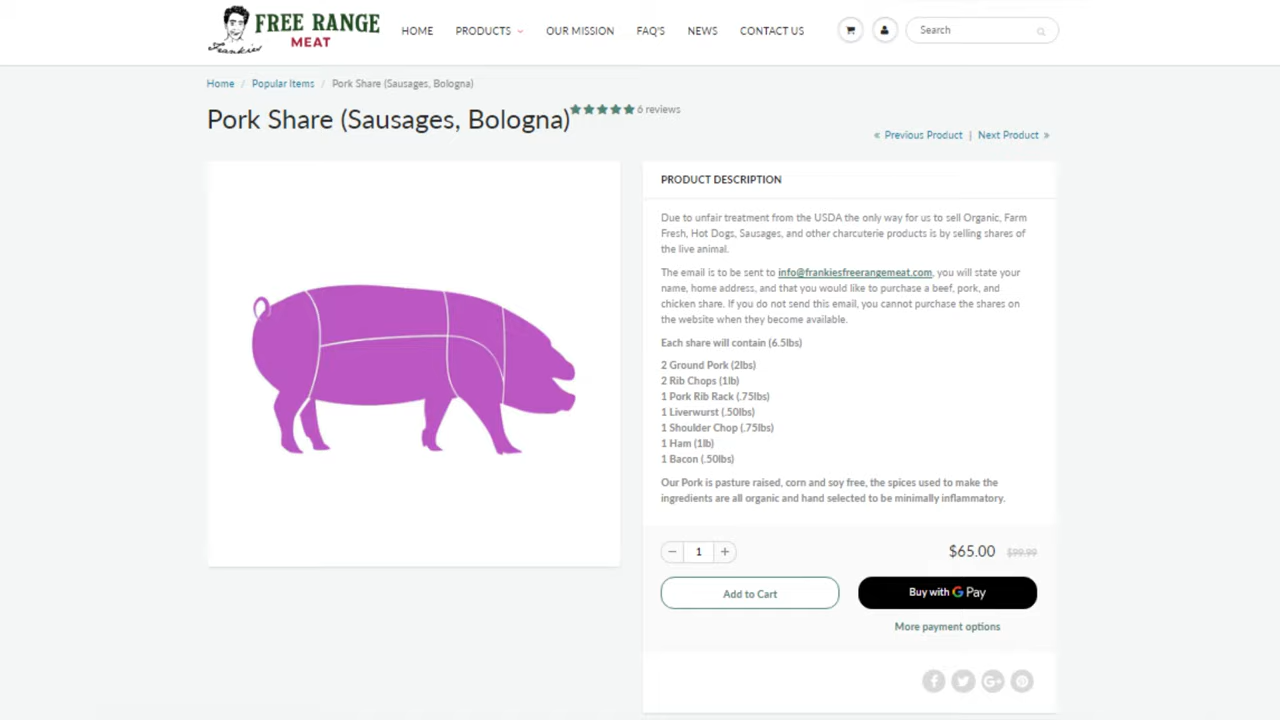 FREE RANGE
MEAT
Frankies
HOME
PRODUCTS
OUR MISSION
FAQ'S
NEWS
CONTACT US
Search
Home / Popular Items / Pork Share (Sausages, Bologna)
Pork Share (Sausages, Bologna)
6 reviews
« Previous Product | Next Product »
PRODUCT DESCRIPTION
Due to unfair treatment from the USDA the only way for us to sell Organic, Farm
Fresh, Hot Dogs, Sausages, and other charcuterie products is by selling shares of
the live animal.
The email is to be sent to info@frankiesfreerangemeat.com, you will state your
name, home address, and that you would like to purchase a beef, pork, and
chicken share. If you do not send this email, you cannot purchase the shares on
the website when they become available.
Each share will contain (6.5lbs)
2 Ground Pork (2lbs)
2 Rib Chops (1lb)
1 Pork Rib Rack (.75lbs)
1 Liverwurst (.50lbs)
1 Shoulder Chop (.75lbs)
1 Ham (1lb)
1 Bacon (.50lbs)
Our Pork is pasture raised, corn and soy free, the spices used to make the
ingredients are all organic and hand selected to be minimally inflammatory.
− 1 +
$65.00 $99.99
Add to Cart
Buy with G Pay
More payment options